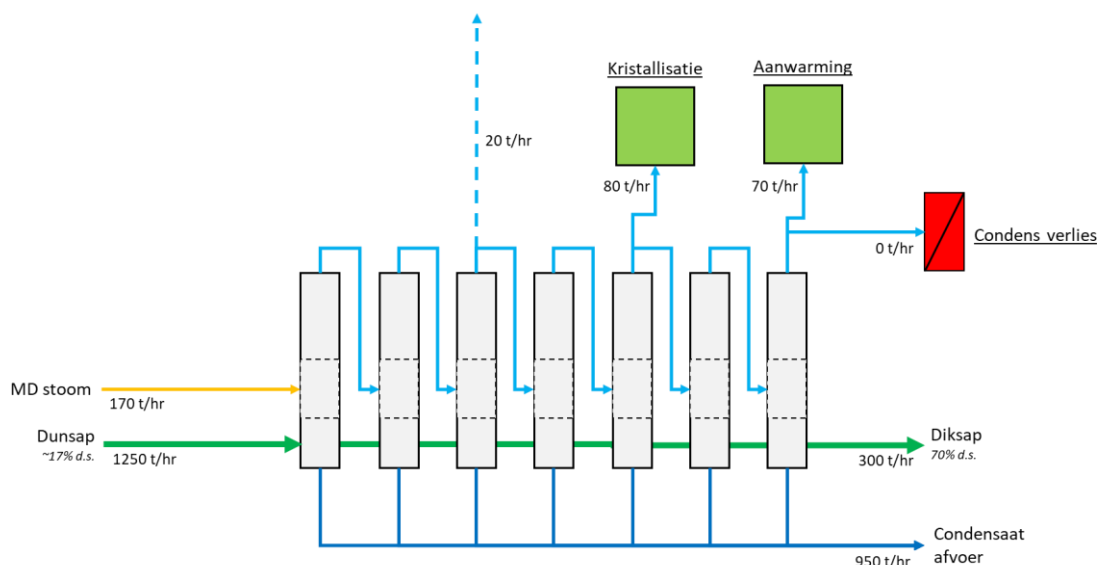 Kristallisatie
Aanwarming
20 t/hr
80 t/hr
70 t/hr
0 t/hr
Condens verlies
MD stoom
170 t/hr
Dunsap
~17% d.s.
1250 t/hr
Diksap
70% d.s.
300 t/hr
Condensaat
afvoer
950 t/hr